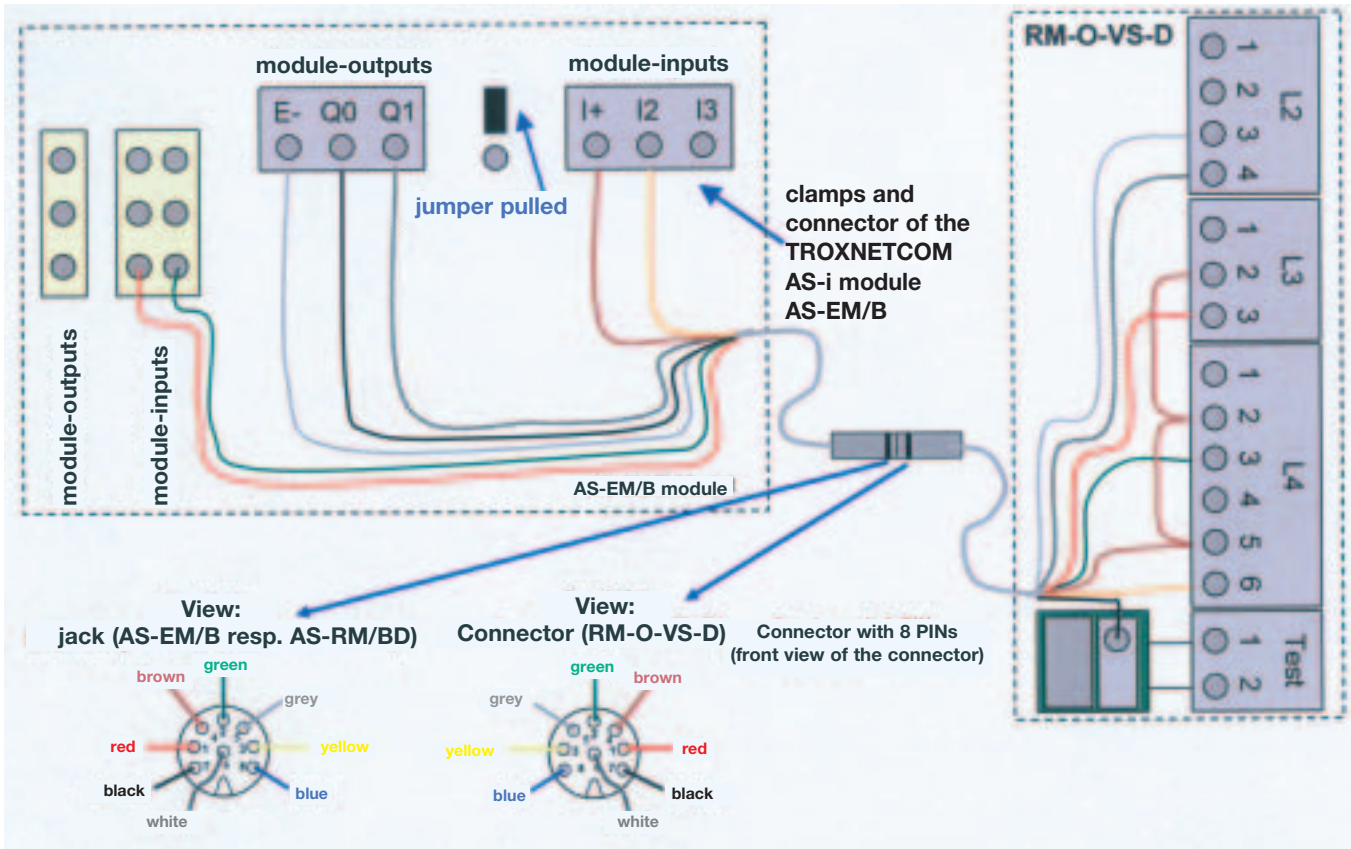 RM-O-VS-D
module-outputs
module-inputs
E- Q0 Q1
I+ I2 I3
jumper pulled
clamps and
connector of the
TROXNETCOM
AS-i module
AS-EM/B
module-outputs
module-inputs
AS-EM/B module
1
2
3
4
L2
1
2
3
L3
1
2
3
4
5
6
L4
1
2
Test
View:
jack (AS-EM/B resp. AS-RM/BD)
green
brown
grey
red
yellow
black
blue
white
View:
Connector (RM-O-VS-D)
Connector with 8 PINs
(front view of the connector)
green
brown
grey
yellow
red
blue
black
white